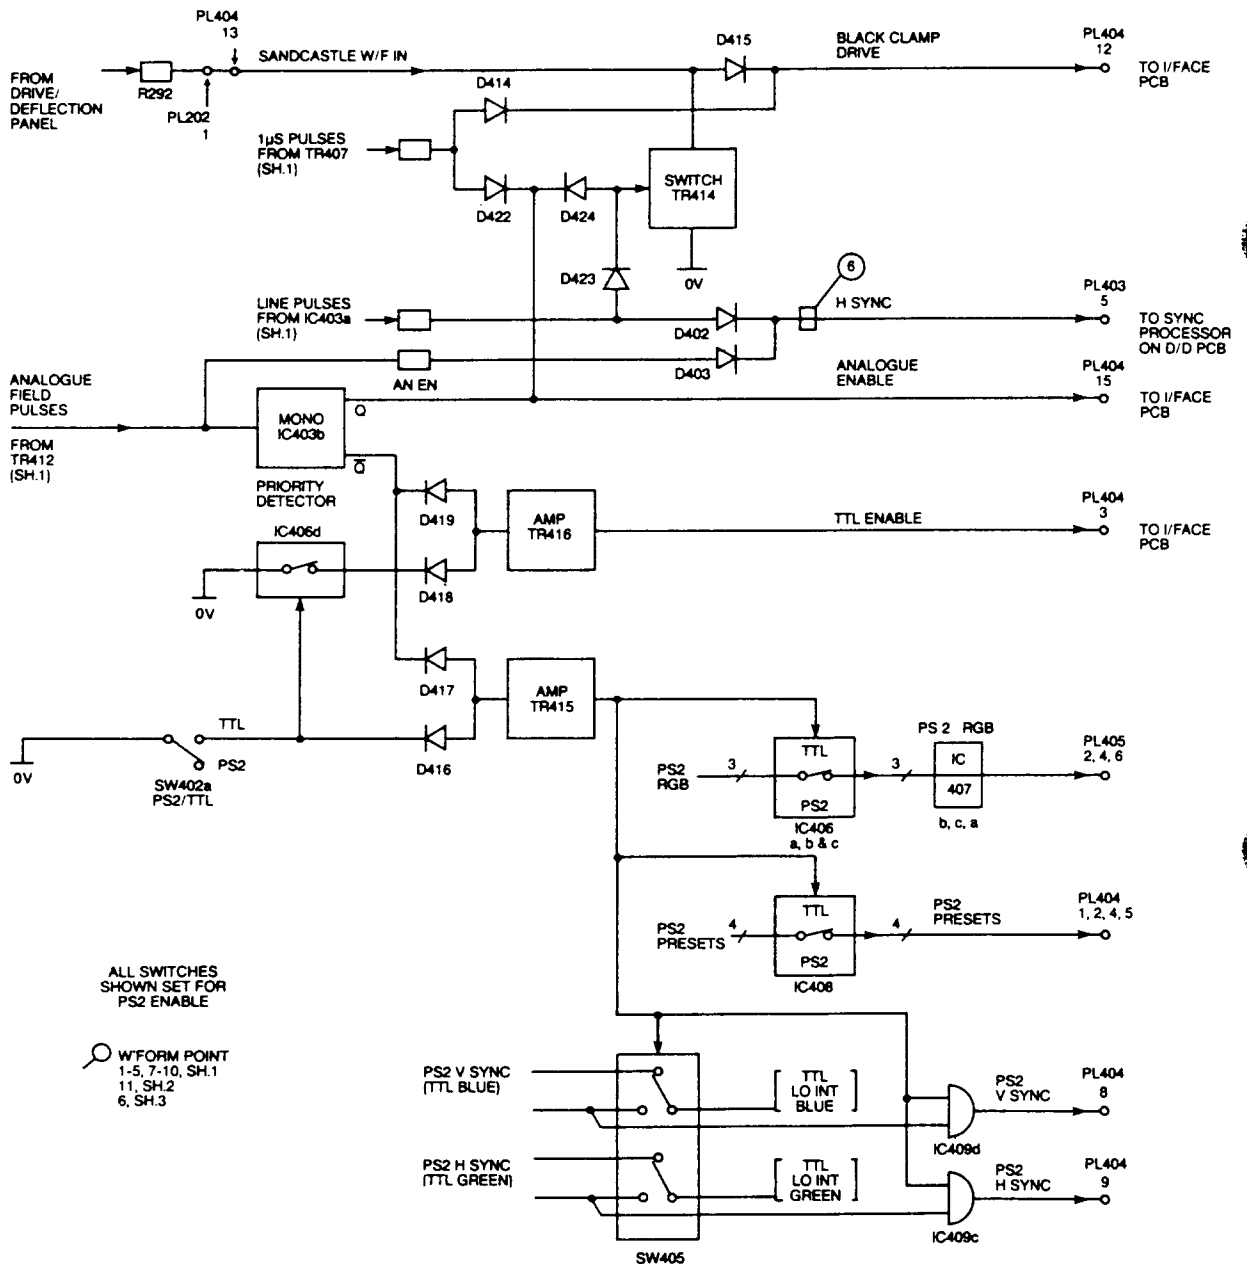 PL404
13
SANDCASTLE W/F IN
D415
BLACK CLAMP
DRIVE
PL404
12
FROM
DRIVE/
DEFLECTION
PANEL
R292
PL202
1
D414
TO I/FACE
PCB
1µS PULSES
FROM TR407
(SH.1)
D422
D424
SWITCH
TR414
D423
0V
6
LINE PULSES
FROM IC403a
(SH.1)
D402
H SYNC
PL403
5
TO SYNC
PROCESSOR
ON D/D PCB
AN EN
D403
ANALOGUE
ENABLE
PL404
15
TO I/FACE
PCB
ANALOGUE
FIELD
PULSES
FROM
TR412
(SH.1)
MONO
IC403b
Q
Q̅
PRIORITY
DETECTOR
D419
AMP
TR416
TTL ENABLE
PL404
3
TO I/FACE
PCB
IC406d
0V
D418
D417
AMP
TR415
TTL
D416
0V
PS2
SW402a
PS2/TTL
PS2
RGB
3
TTL
PS2
IC406
a, b & c
3
PS 2 RGB
IC
407
b, c, a
PL405
2, 4, 6
PS2
PRESETS
4
TTL
PS2
IC408
4
PS2
PRESETS
PL404
1, 2, 4, 5
ALL SWITCHES
SHOWN SET FOR
PS2 ENABLE
W'FORM POINT
1-5, 7-10, SH.1
11, SH.2
6, SH.3
PS2 V SYNC
(TTL BLUE)
TTL
LO INT
BLUE
PS2
V SYNC
PL404
8
IC409d
PS2 H SYNC
(TTL GREEN)
TTL
LO INT
GREEN
PS2
H SYNC
PL404
9
IC409c
SW405